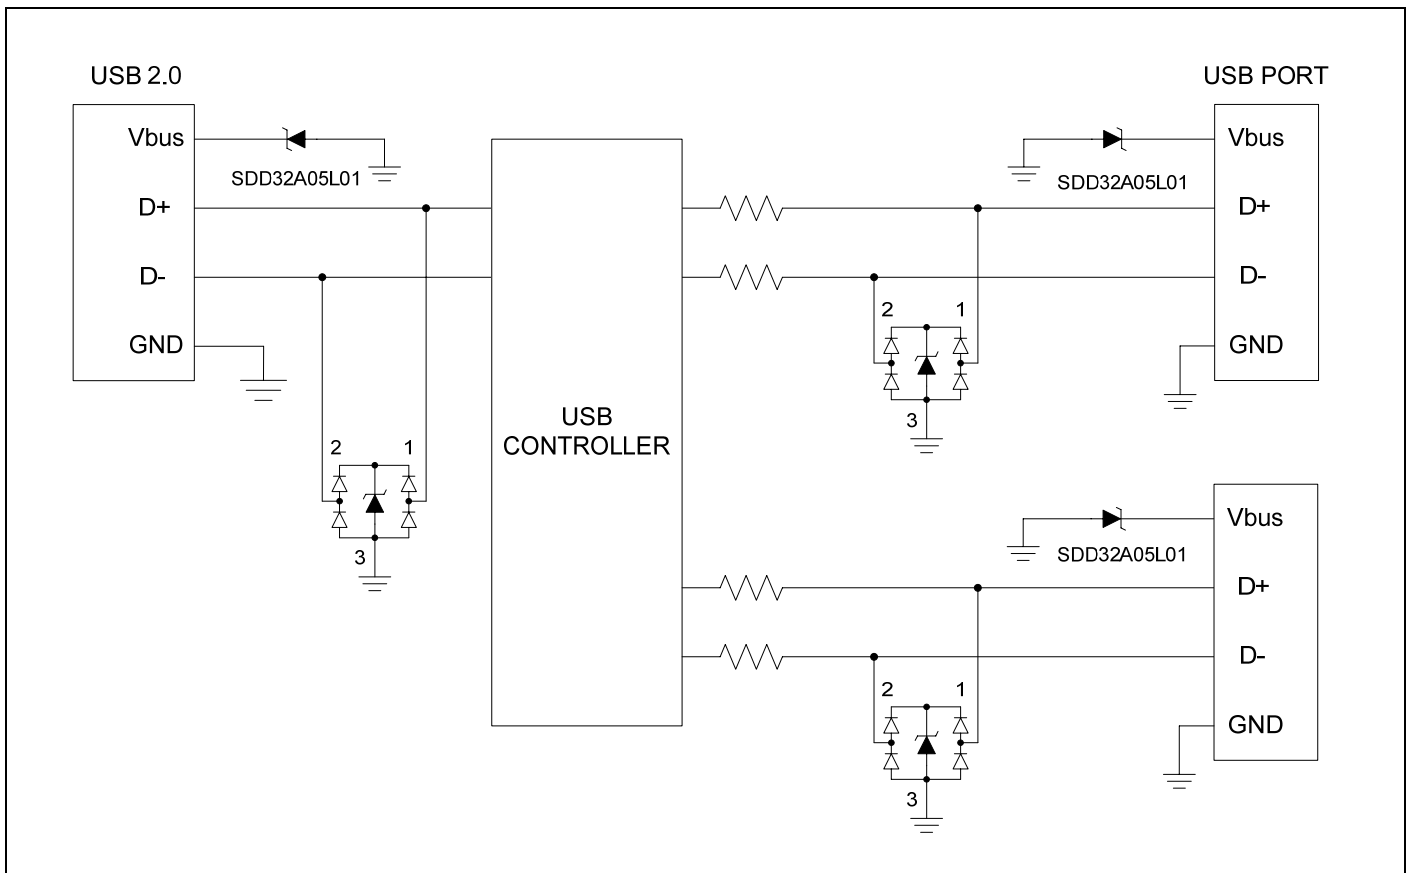 USB 2.0
Vbus
SDD32A05L01
D+
D-
GND
2 1
3
USB
CONTROLLER
USB PORT
Vbus
SDD32A05L01
D+
D-
2 1
GND
3
Vbus
SDD32A05L01
D+
D-
2 1
GND
3